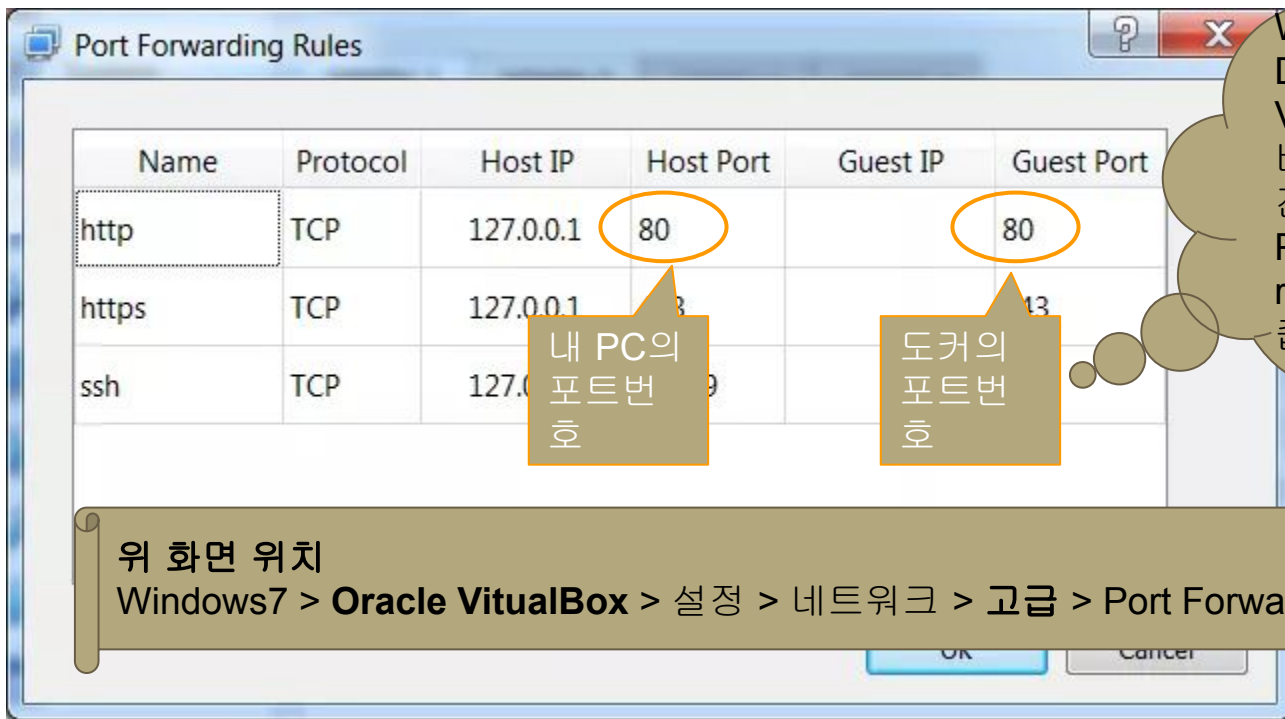 Port Forwarding Rules
Name Protocol Host IP Host Port Guest IP Guest Port
http TCP 127.0.0.1 80 80
https TCP 127.0.0.1
ssh TCP
내 PC의
포트번
호
도커의
포트번
호
위 화면 위치
Windows7 > Oracle VitualBox > 설정 > 네트워크 > 고급 > Port
OK Cancel